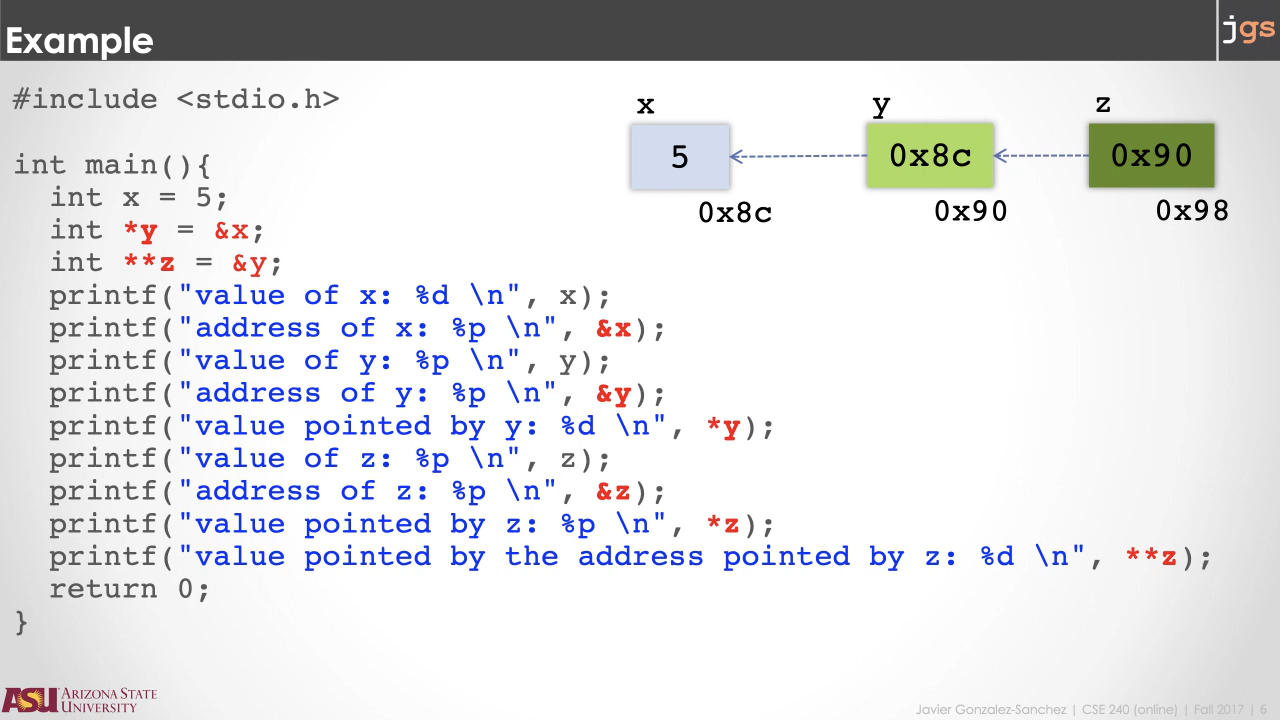 Example
jgs
#include <stdio.h>
int main(){
  int x = 5;
  int *y = &x;
  int **z = &y;
  printf("value of x: %d \n", x);
  printf("address of x: %p \n", &x);
  printf("value of y: %p \n", y);
  printf("address of y: %p \n", &y);
  printf("value pointed by y: %d \n", *y);
  printf("value of z: %p \n", z);
  printf("address of z: %p \n", &z);
  printf("value pointed by z: %p \n", *z);
  printf("value pointed by the address pointed by z: %d \n", **z);
  return 0;
}
x y z
5 0x8c 0x90
0x8c 0x90 0x98
ASU ARIZONA STATE
UNIVERSITY
Javier Gonzalez-Sanchez | CSE 240 (online) | Fall 2017 | 6